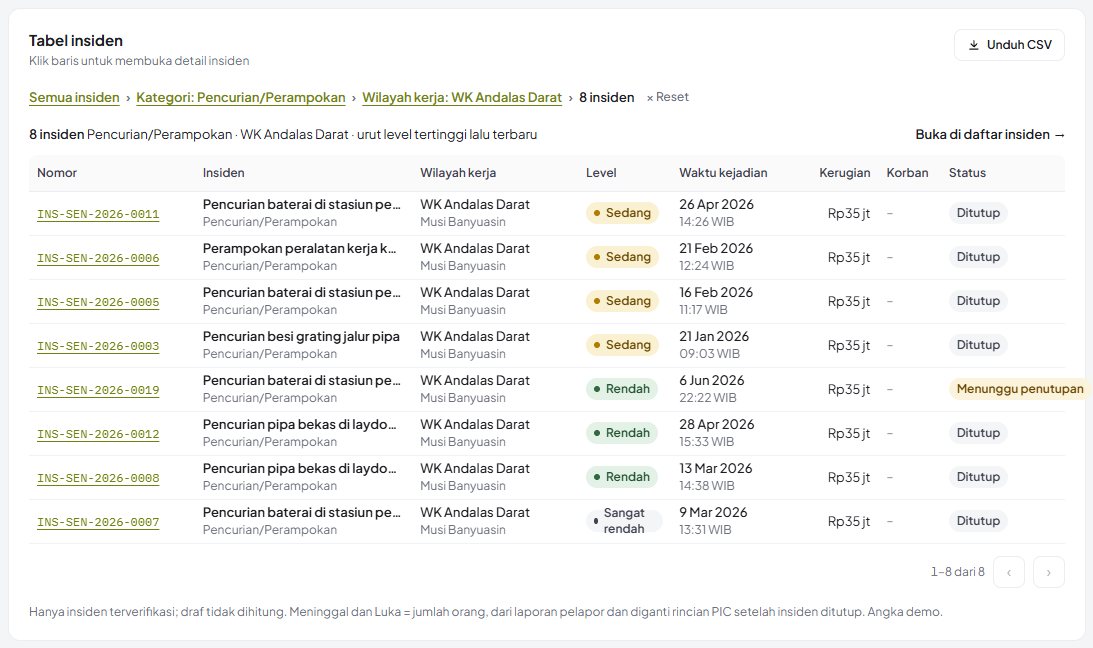 Tabel insiden
Klik baris untuk membuka detail insiden
Unduh CSV
Semua insiden › Kategori: Pencurian/Perampokan › Wilayah kerja: WK Andalas Darat › 8 insiden × Reset
8 insiden Pencurian/Perampokan · WK Andalas Darat · urut level tertinggi lalu terbaru
Buka di daftar insiden →
Nomor Insiden Wilayah kerja Level Waktu kejadian Kerugian Korban Status
INS-SEN-2026-0011 Pencurian baterai di stasiun pe… WK Andalas Darat Sedang 26 Apr 2026 Rp35 jt – Ditutup
Pencurian/Perampokan Musi Banyuasin 14:26 WIB
INS-SEN-2026-0006 Perampokan peralatan kerja k… WK Andalas Darat Sedang 21 Feb 2026 Rp35 jt – Ditutup
Pencurian/Perampokan Musi Banyuasin 12:24 WIB
INS-SEN-2026-0005 Pencurian baterai di stasiun pe… WK Andalas Darat Sedang 16 Feb 2026 Rp35 jt – Ditutup
Pencurian/Perampokan Musi Banyuasin 11:17 WIB
INS-SEN-2026-0003 Pencurian besi grating jalur pipa WK Andalas Darat Sedang 21 Jan 2026 Rp35 jt – Ditutup
Pencurian/Perampokan Musi Banyuasin 09:03 WIB
INS-SEN-2026-0019 Pencurian baterai di stasiun pe… WK Andalas Darat Rendah 6 Jun 2026 Rp35 jt – Menunggu penutupan
Pencurian/Perampokan Musi Banyuasin 22:22 WIB
INS-SEN-2026-0012 Pencurian pipa bekas di laydo… WK Andalas Darat Rendah 28 Apr 2026 Rp35 jt – Ditutup
Pencurian/Perampokan Musi Banyuasin 15:33 WIB
INS-SEN-2026-0008 Pencurian pipa bekas di laydo… WK Andalas Darat Rendah 13 Mar 2026 Rp35 jt – Ditutup
Pencurian/Perampokan Musi Banyuasin 14:38 WIB
INS-SEN-2026-0007 Pencurian baterai di stasiun pe… WK Andalas Darat Sangat rendah 9 Mar 2026 Rp35 jt – Ditutup
Pencurian/Perampokan Musi Banyuasin 13:31 WIB
1–8 dari 8 ‹ ›
Hanya insiden terverifikasi; draf tidak dihitung. Meninggal dan Luka = jumlah orang, dari laporan pelapor dan diganti rincian PIC setelah insiden ditutup. Angka demo.